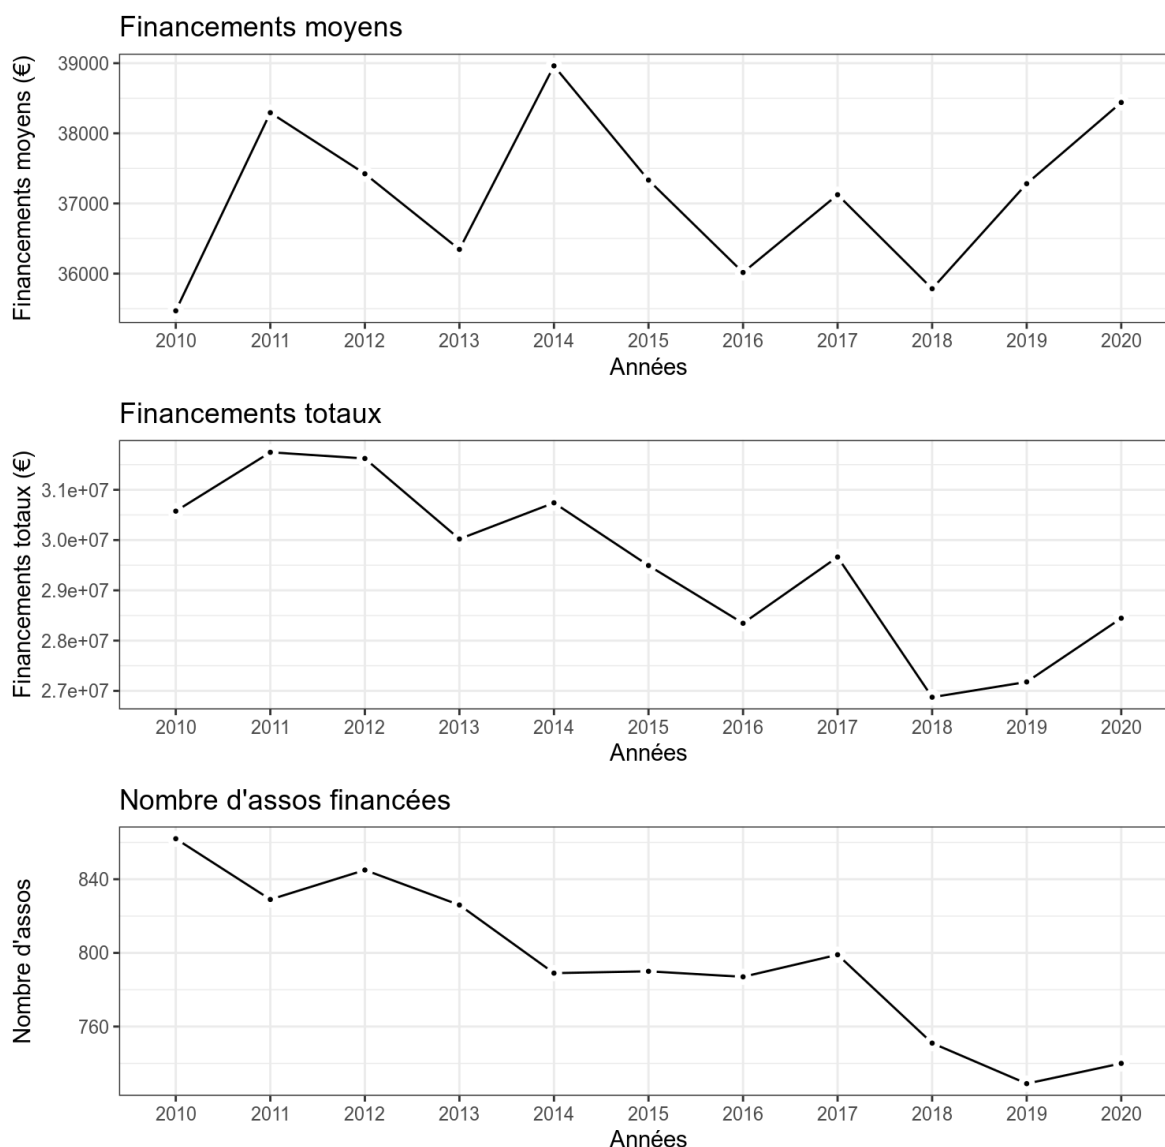 Financements moyens
Financements moyens (€)
39000
38000
37000
36000
2010 2011 2012 2013 2014 2015 2016 2017 2018 2019 2020
Années
Financements totaux
Financements totaux (€)
3.1e+07
3.0e+07
2.9e+07
2.8e+07
2.7e+07
2010 2011 2012 2013 2014 2015 2016 2017 2018 2019 2020
Années
Nombre d'assos financées
Nombre d'assos
840
800
760
2010 2011 2012 2013 2014 2015 2016 2017 2018 2019 2020
Années